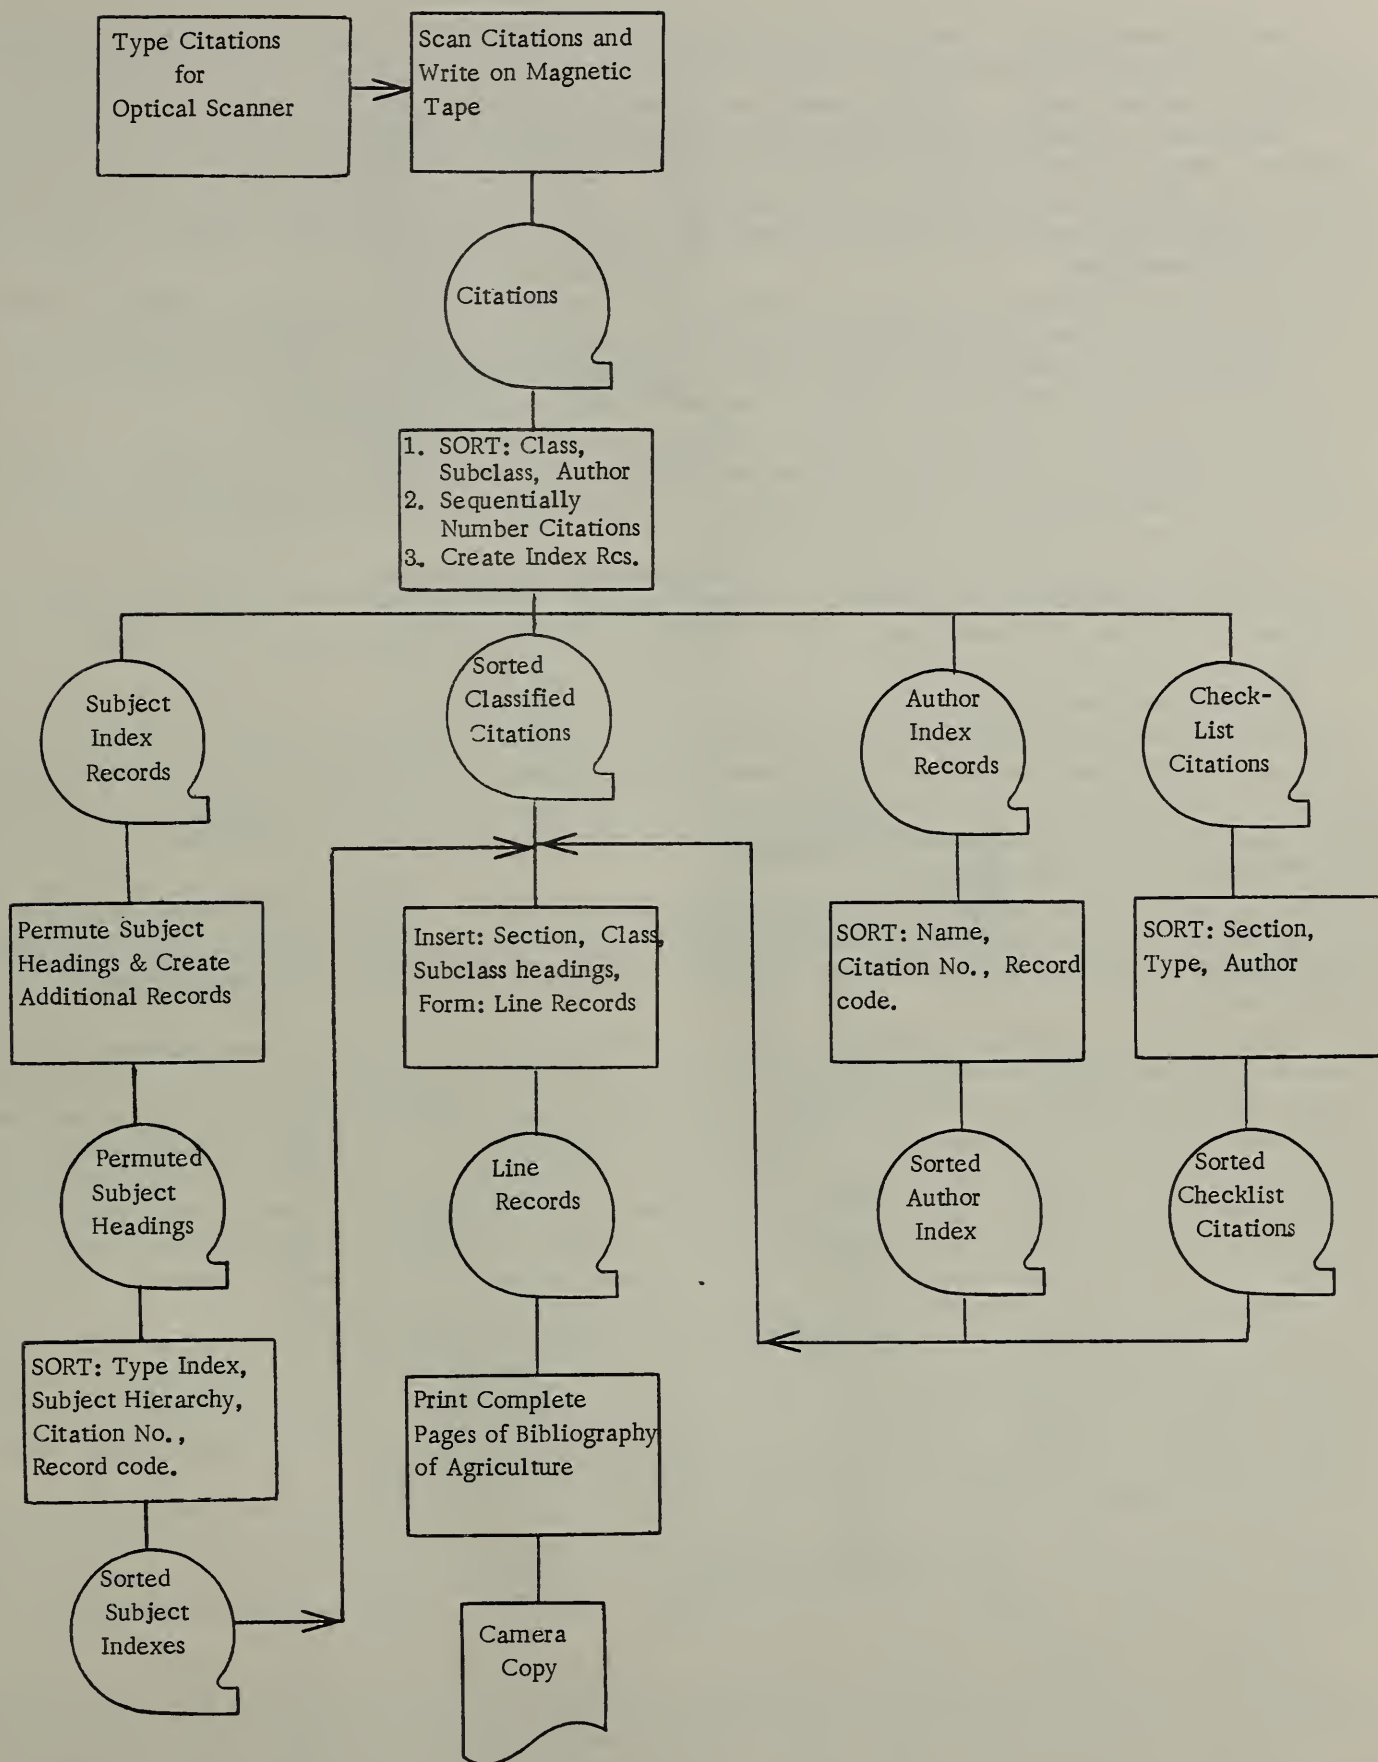 Type Citations
for
Optical Scanner
Scan Citations and
Write on Magnetic
Tape
Citations
1. SORT: Class,
Subclass, Author
2. Sequentially
Number Citations
3. Create Index Rcs.
Subject
Index
Records
Sorted
Classified
Citations
Author
Index
Records
Check-
List
Citations
Permute Subject
Headings & Create
Additional Records
Insert: Section, Class,
Subclass headings,
Form: Line Records
SORT: Name,
Citation No., Record
code.
SORT: Section,
Type, Author
Permuted
Subject
Headings
Line
Records
Sorted
Author
Index
Sorted
Checklist
Citations
SORT: Type Index,
Subject Hierarchy,
Citation No.,
Record code.
Print Complete
Pages of Bibliography
of Agriculture
Sorted
Subject
Indexes
Camera
Copy